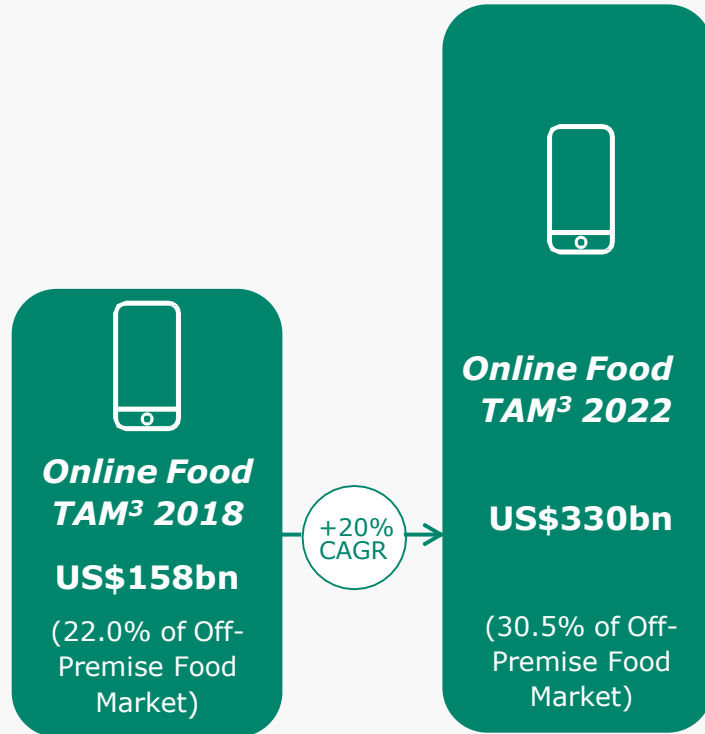 Online Food
TAM³ 2018
US$158bn
(22.0% of Off-
Premise Food
Market)
+20%
CAGR
Online Food
TAM³ 2022
US$330bn
(30.5% of Off-
Premise Food
Market)